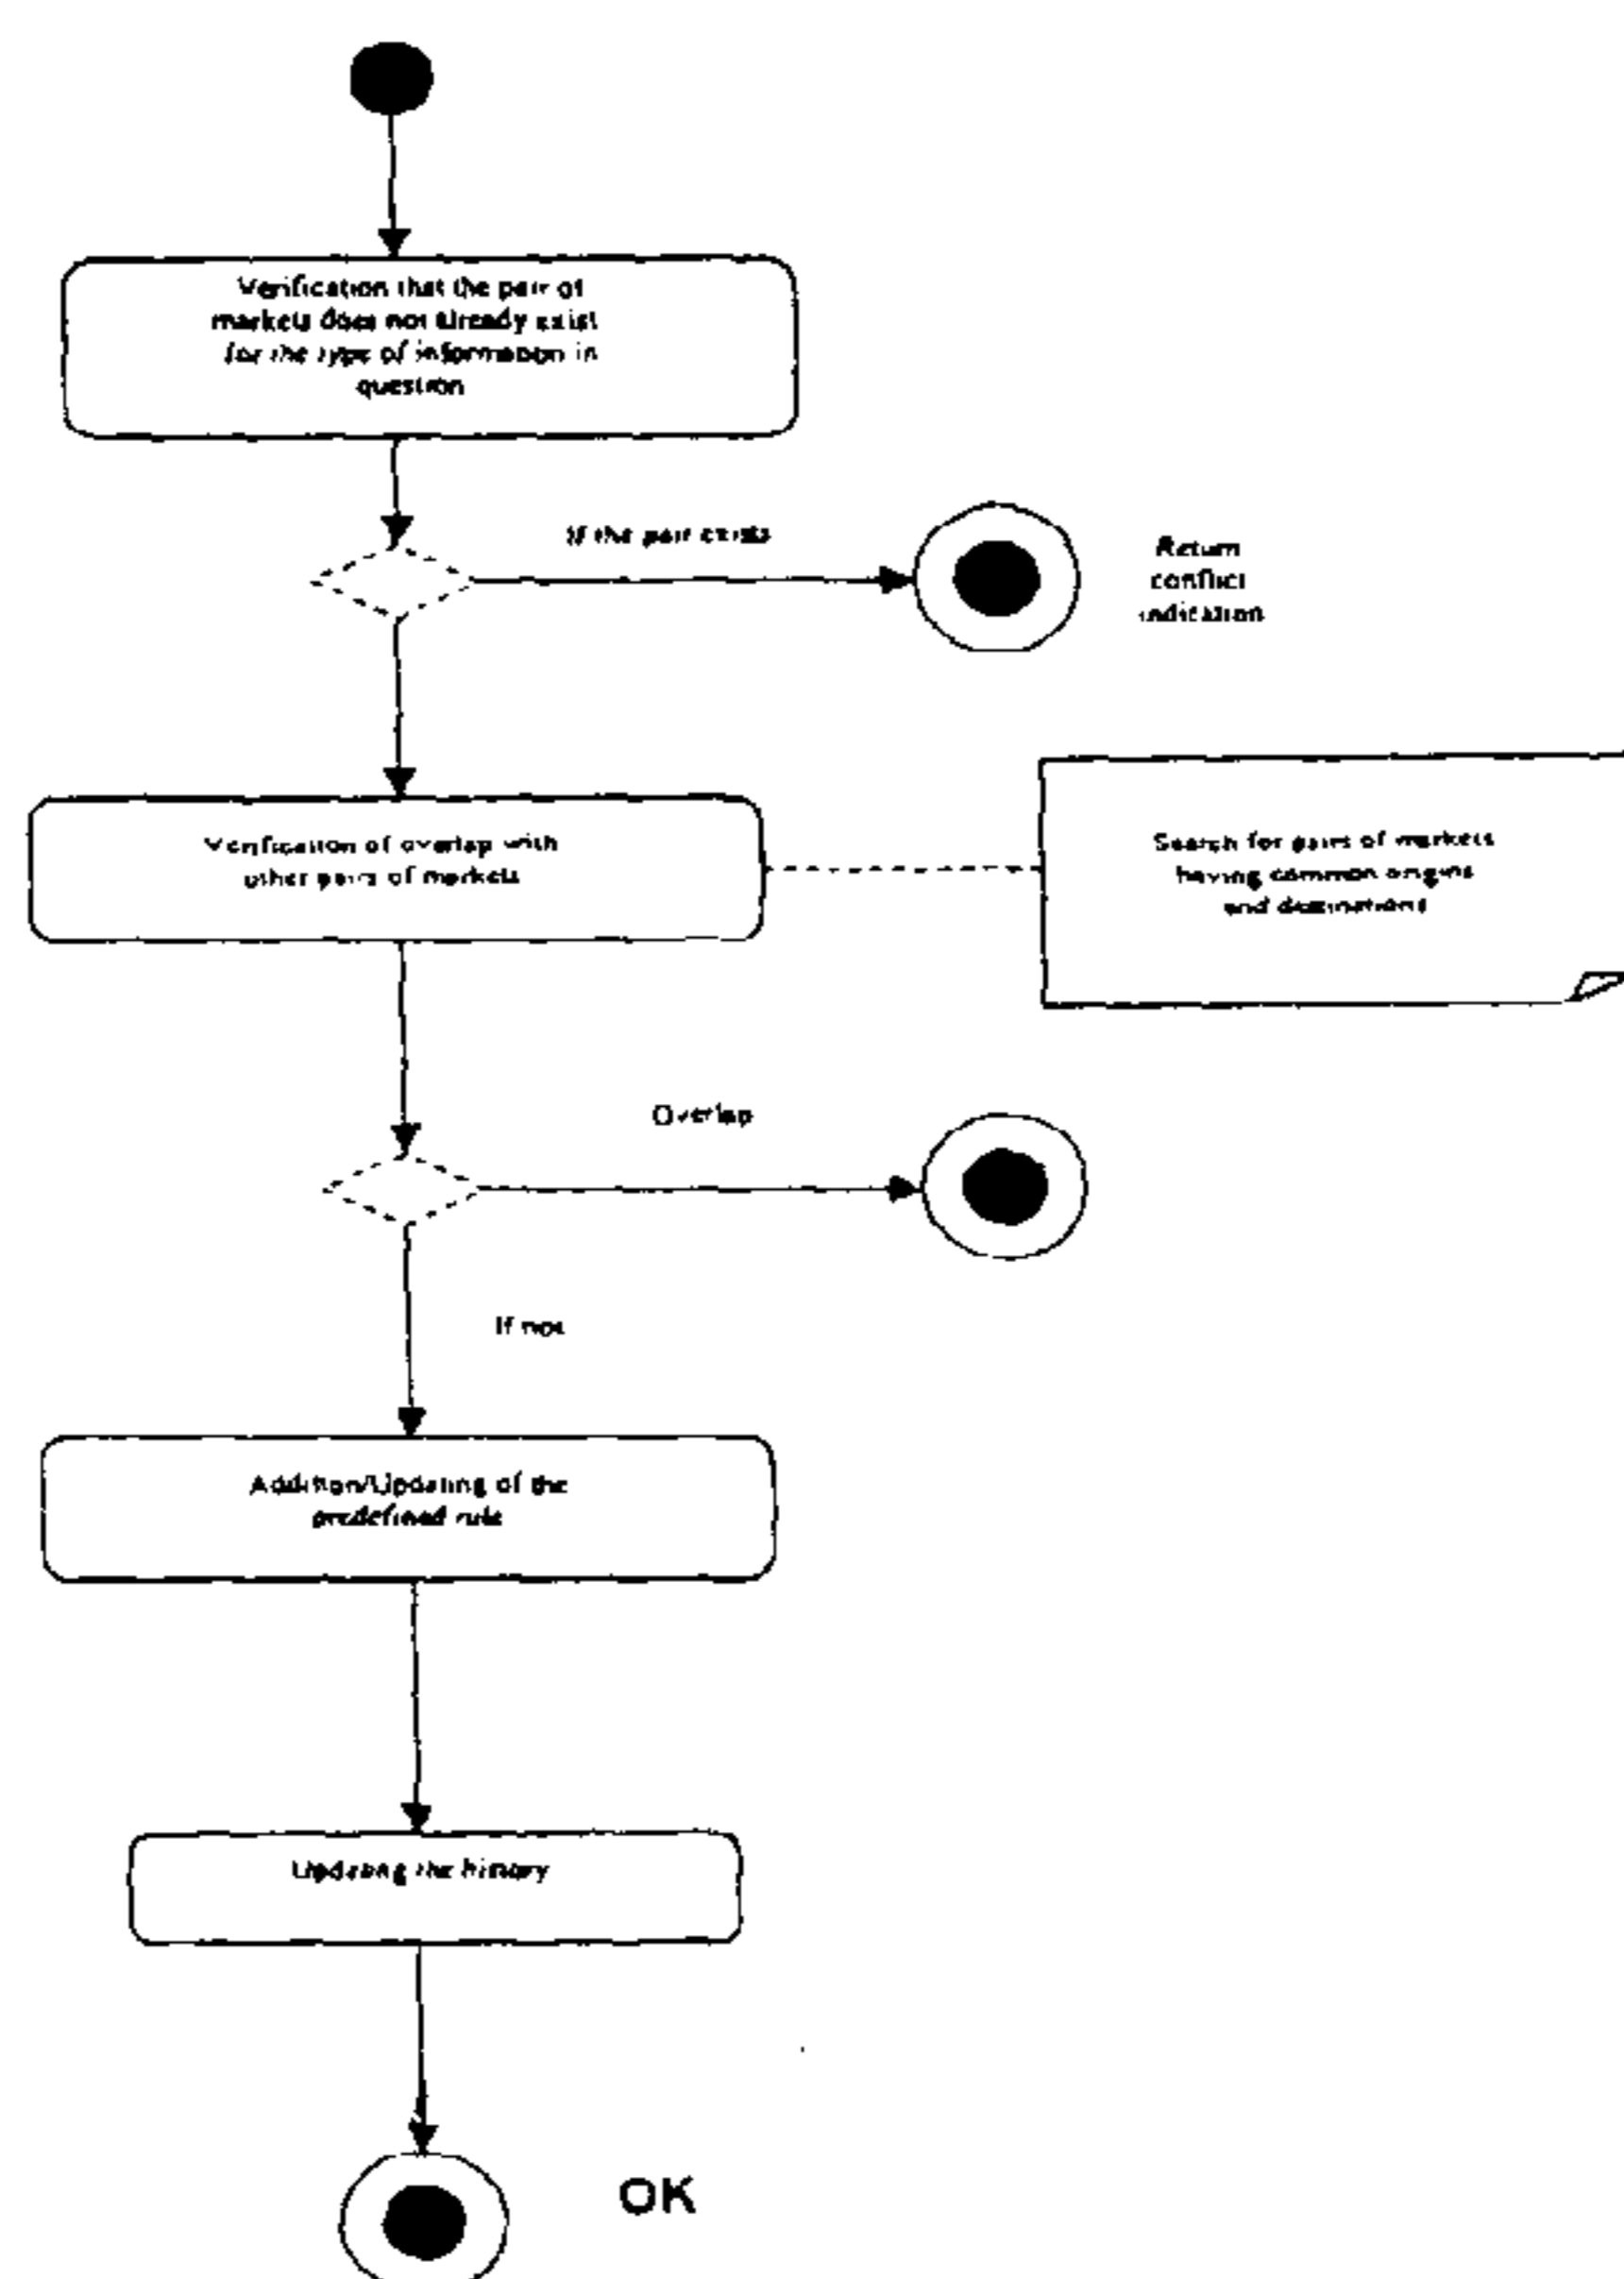 Verification that the pair of
markets does not already exist
for the type of information in
question
If the pair exists
Return
conflict
indication
Verification of overlap with
other pairs of markets
Search for pairs of markets
having common origins
and destinations
Overlap
If not
Addition/Updating of the
predefined rule
Updating the history
OK